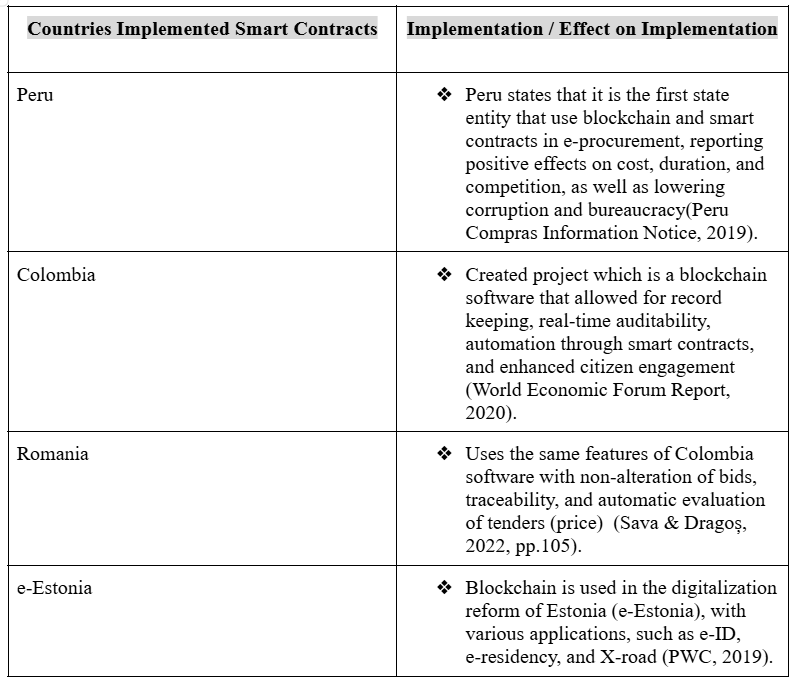 Countries Implemented Smart Contracts
Implementation / Effect on Implementation
Peru
❖ Peru states that it is the first state
entity that use blockchain and smart
contracts in e-procurement, reporting
positive effects on cost, duration, and
competition, as well as lowering
corruption and bureaucracy(Peru
Compras Information Notice, 2019).
Colombia
❖ Created project which is a blockchain
software that allowed for record
keeping, real-time auditability,
automation through smart contracts,
and enhanced citizen engagement
(World Economic Forum Report,
2020).
Romania
❖ Uses the same features of Colombia
software with non-alteration of bids,
traceability, and automatic evaluation
of tenders (price)  (Sava & Dragoș,
2022, pp.105).
e-Estonia
❖ Blockchain is used in the digitalization
reform of Estonia (e-Estonia), with
various applications, such as e-ID,
e-residency, and X-road (PWC, 2019).